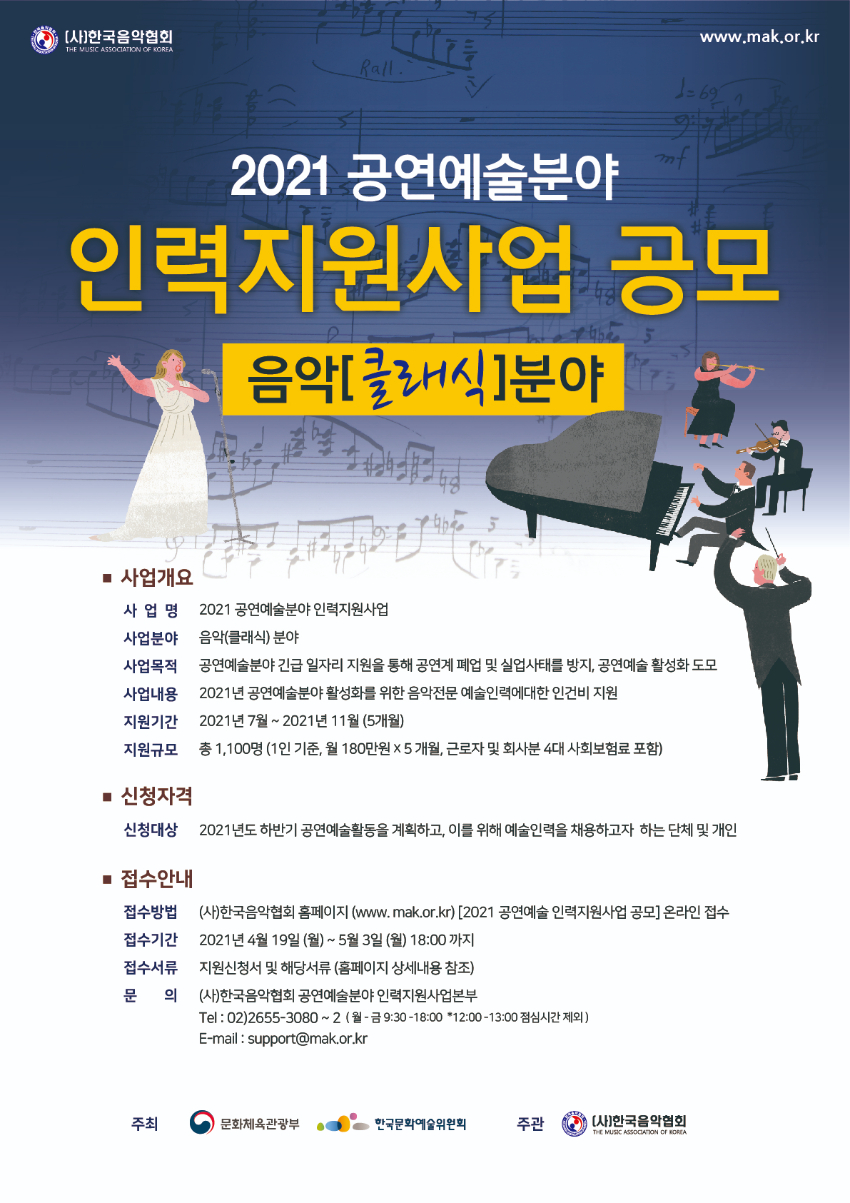 (사)한국음악협회
THE MUSIC ASSOCIATION OF KOREA
www.mak.or.kr
Rall.
♩=69
mf
2021 공연예술분야
인력지원사업 공모
음악[클래식]분야
■ 사업개요
사 업 명 2021 공연예술분야 인력지원사업
사업분야 음악(클래식) 분야
사업목적 공연예술분야 긴급 일자리 지원을 통해 공연계 폐업 및 실업사태를 방지, 공연예술 활성화 도모
사업내용 2021년 공연예술분야 활성화를 위한 음악전문 예술인력에대한 인건비 지원
지원기간 2021년 7월 ~ 2021년 11월 (5개월)
지원규모 총 1,100명 (1인 기준, 월 180만원 x 5 개월, 근로자 및 회사분 4대 사회보험료 포함)
■ 신청자격
신청대상 2021년도 하반기 공연예술활동을 계획하고, 이를 위해 예술인력을 채용하고자 하는 단체 및 개인
■ 접수안내
접수방법 (사)한국음악협회 홈페이지 (www. mak.or.kr) [2021 공연예술 인력지원사업 공모] 온라인 접수
접수기간 2021년 4월 19일 (월) ~ 5월 3일 (월) 18:00 까지
접수서류 지원신청서 및 해당서류 (홈페이지 상세내용 참조)
문 의 (사)한국음악협회 공연예술분야 인력지원사업본부
Tel : 02)2655-3080 ~ 2 ( 월 - 금 9:30 -18:00 *12:00 -13:00 점심시간 제외 )
E-mail : support@mak.or.kr
주최 문화체육관광부 한국문화예술위원회 주관 (사)한국음악협회
THE MUSIC ASSOCIATION OF KOREA